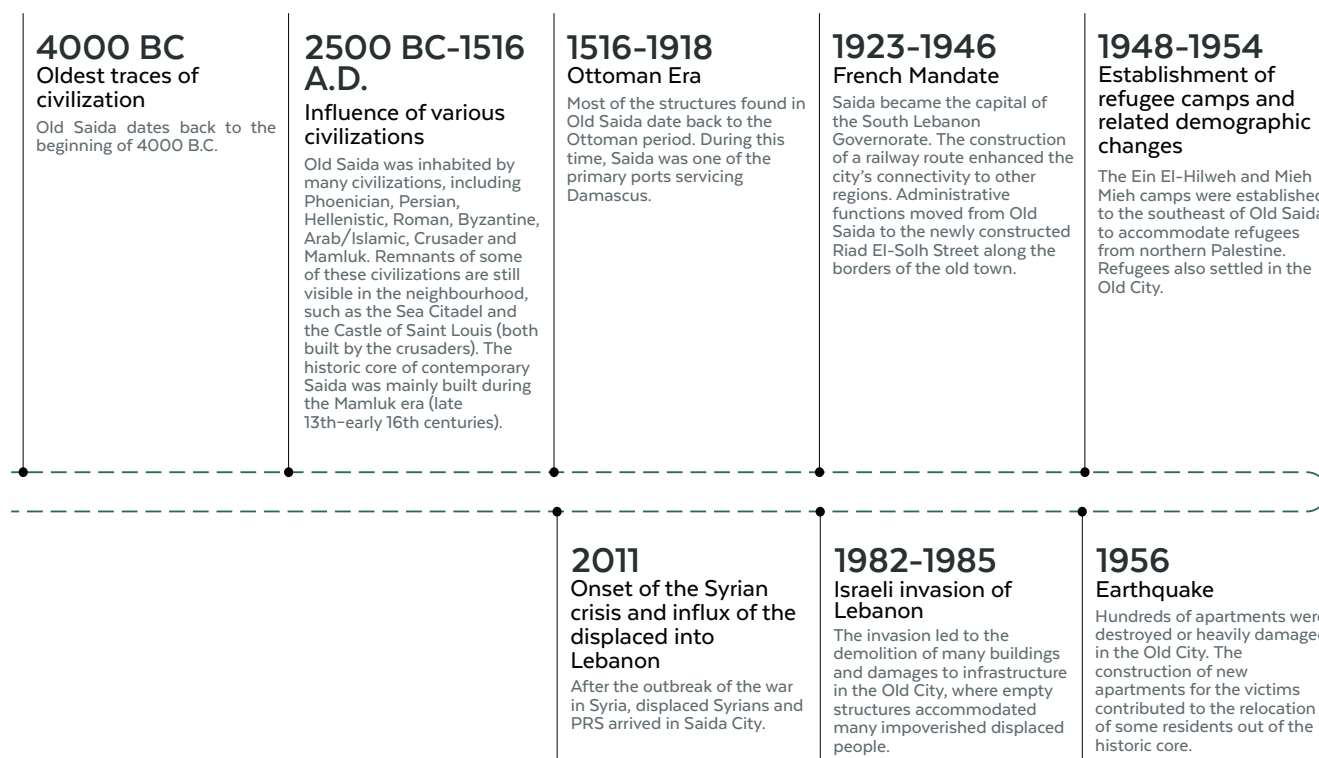 4000 BC
Oldest traces of
civilization
Old Saida dates back to the
beginning of 4000 B.C.
2500 BC-1516
A.D.
Influence of various
civilizations
Old Saida was inhabited by
many civilizations, including
Phoenician, Persian,
Hellenistic, Roman, Byzantine,
Arab/Islamic, Crusader and
Mamluk. Remnants of some
of these civilizations are still
visible in the neighbourhood,
such as the Sea Citadel and
the Castle of Saint Louis (both
built by the crusaders). The
historic core of contemporary
Saida was mainly built during
the Mamluk era (late
13th–early 16th centuries).
1516-1918
Ottoman Era
Most of the structures found in
Old Saida date back to the
Ottoman period. During this
time, Saida was one of the
primary ports servicing
Damascus.
1923-1946
French Mandate
Saida became the capital of
the South Lebanon
Governorate. The construction
of a railway route enhanced the
city’s connectivity to other
regions. Administrative
functions moved from Old
Saida to the newly constructed
Riad El-Solh Street along the
borders of the old town.
1948-1954
Establishment of
refugee camps and
related demographic
changes
The Ein El-Hilweh and Mieh
Mieh camps were established
to the southeast of Old Saida
to accommodate refugees
from northern Palestine.
Refugees also settled in the
Old City.
2011
Onset of the Syrian
crisis and influx of the
displaced into
Lebanon
After the outbreak of the war
in Syria, displaced Syrians and
PRS arrived in Saida City.
1982-1985
Israeli invasion of
Lebanon
The invasion led to the
demolition of many buildings
and damages to infrastructure
in the Old City, where empty
structures accommodated
many impoverished displaced
people.
1956
Earthquake
Hundreds of apartments were
destroyed or heavily damaged
in the Old City. The
construction of new
apartments for the victims
contributed to the relocation
of some residents out of the
historic core.